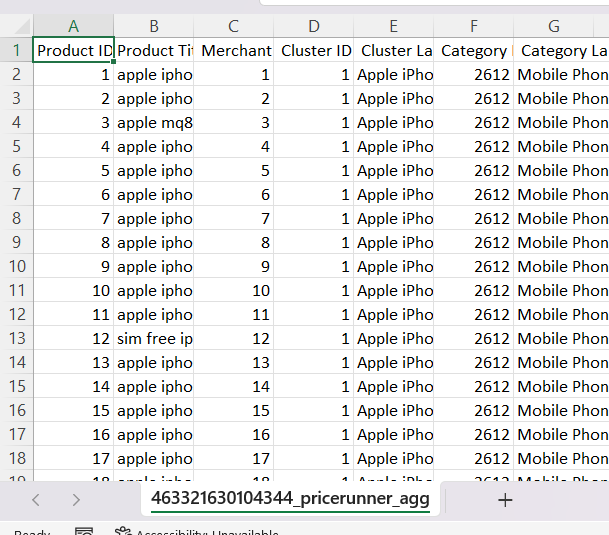 A B C D E F G
1 Product ID Product Tit Merchant Cluster ID Cluster La Category Category La
2 1 apple ipho 1 1 Apple iPho 2612 Mobile Phon
3 2 apple ipho 2 1 Apple iPho 2612 Mobile Phon
4 3 apple mq8 3 1 Apple iPho 2612 Mobile Phon
5 4 apple ipho 4 1 Apple iPho 2612 Mobile Phon
6 5 apple ipho 5 1 Apple iPho 2612 Mobile Phon
7 6 apple ipho 6 1 Apple iPho 2612 Mobile Phon
8 7 apple ipho 7 1 Apple iPho 2612 Mobile Phon
9 8 apple ipho 8 1 Apple iPho 2612 Mobile Phon
10 9 apple ipho 9 1 Apple iPho 2612 Mobile Phon
11 10 apple ipho 10 1 Apple iPho 2612 Mobile Phon
12 11 apple ipho 11 1 Apple iPho 2612 Mobile Phon
13 12 sim free ip 12 1 Apple iPho 2612 Mobile Phon
14 13 apple ipho 13 1 Apple iPho 2612 Mobile Phon
15 14 apple ipho 14 1 Apple iPho 2612 Mobile Phon
16 15 apple ipho 15 1 Apple iPho 2612 Mobile Phon
17 16 apple ipho 16 1 Apple iPho 2612 Mobile Phon
18 17 apple ipho 17 1 Apple iPho 2612 Mobile Phon
463321630104344_pricerunner_agg
Ready Accessibility: Unavailable